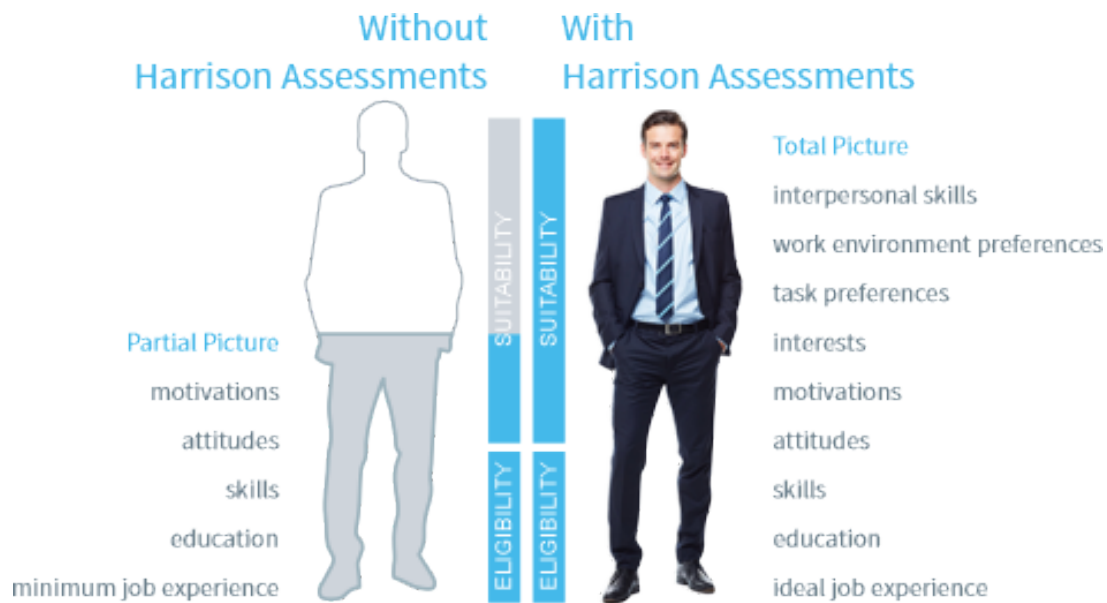 Without
Harrison Assessments
Partial Picture
motivations
attitudes
skills
education
minimum job experience
SUITABILITY
ELIGIBILITY
With
Harrison Assessments
SUITABILITY
ELIGIBILITY
Total Picture
interpersonal skills
work environment preferences
task preferences
interests
motivations
attitudes
skills
education
ideal job experience